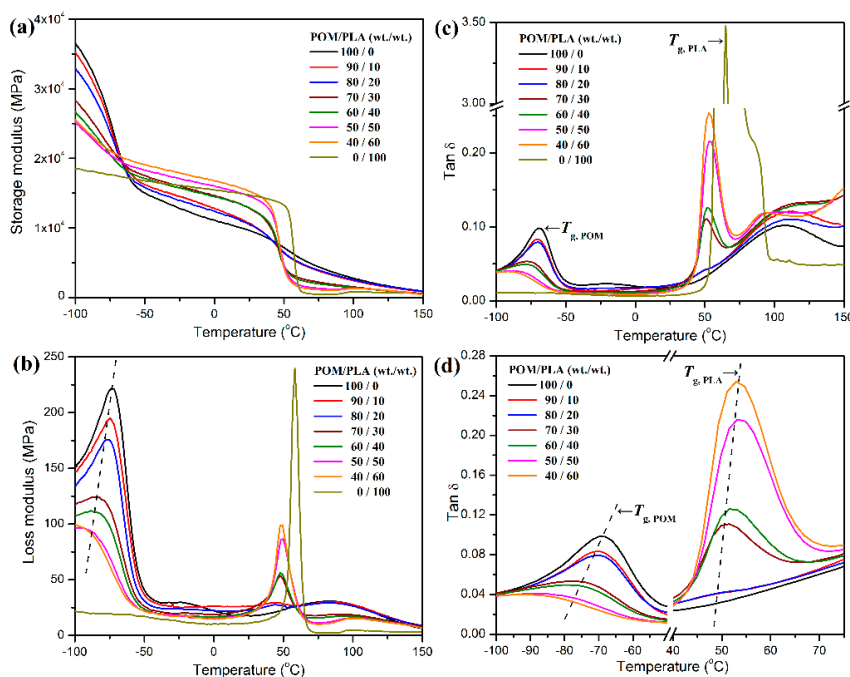 (a)
POM/PLA (wt./wt.)
100 / 0
90 / 10
80 / 20
70 / 30
60 / 40
50 / 50
40 / 60
0 / 100
4x10⁴
3x10⁴
2x10⁴
1x10⁴
0
Storage modulus (MPa)
-100 -50 0 50 100 150
Temperature (°C)
(c)
POM/PLA (wt./wt.)
100 / 0
90 / 10
80 / 20
70 / 30
60 / 40
50 / 50
40 / 60
0 / 100
Tg, PLA
Tg, POM
3.50
3.00
0.20
0.10
0.00
Tan δ
-100 -50 0 50 100 150
Temperature (°C)
(b)
POM/PLA (wt./wt.)
100 / 0
90 / 10
80 / 20
70 / 30
60 / 40
50 / 50
40 / 60
0 / 100
250
200
150
100
50
0
Loss modulus (MPa)
-100 -50 0 50 100 150
Temperature (°C)
(d)
POM/PLA (wt./wt.)
100 / 0
90 / 10
80 / 20
70 / 30
60 / 40
50 / 50
40 / 60
Tg, PLA
Tg, POM
0.28
0.24
0.20
0.16
0.12
0.08
0.04
0.00
Tan δ
-100 -90 -80 -70 -60 40 50 60 70
Temperature (°C)